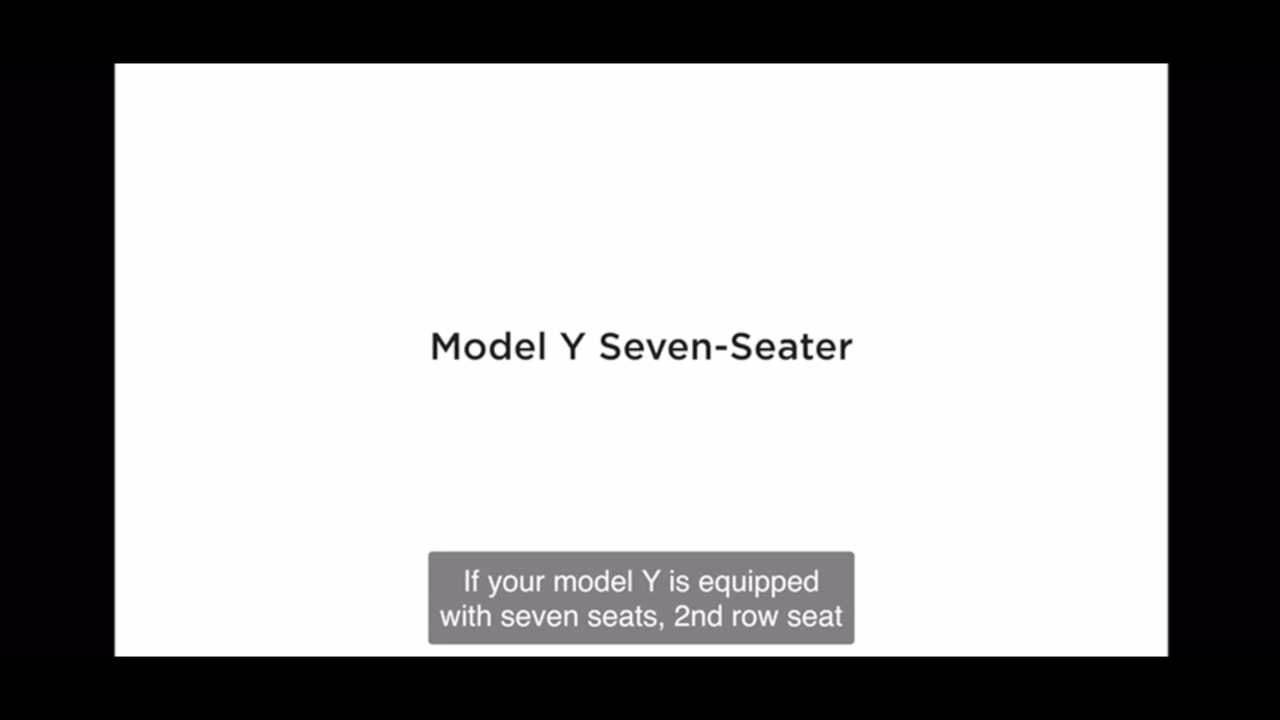 Model Y Seven-Seater
If your model Y is equipped
with seven seats, 2nd row seat